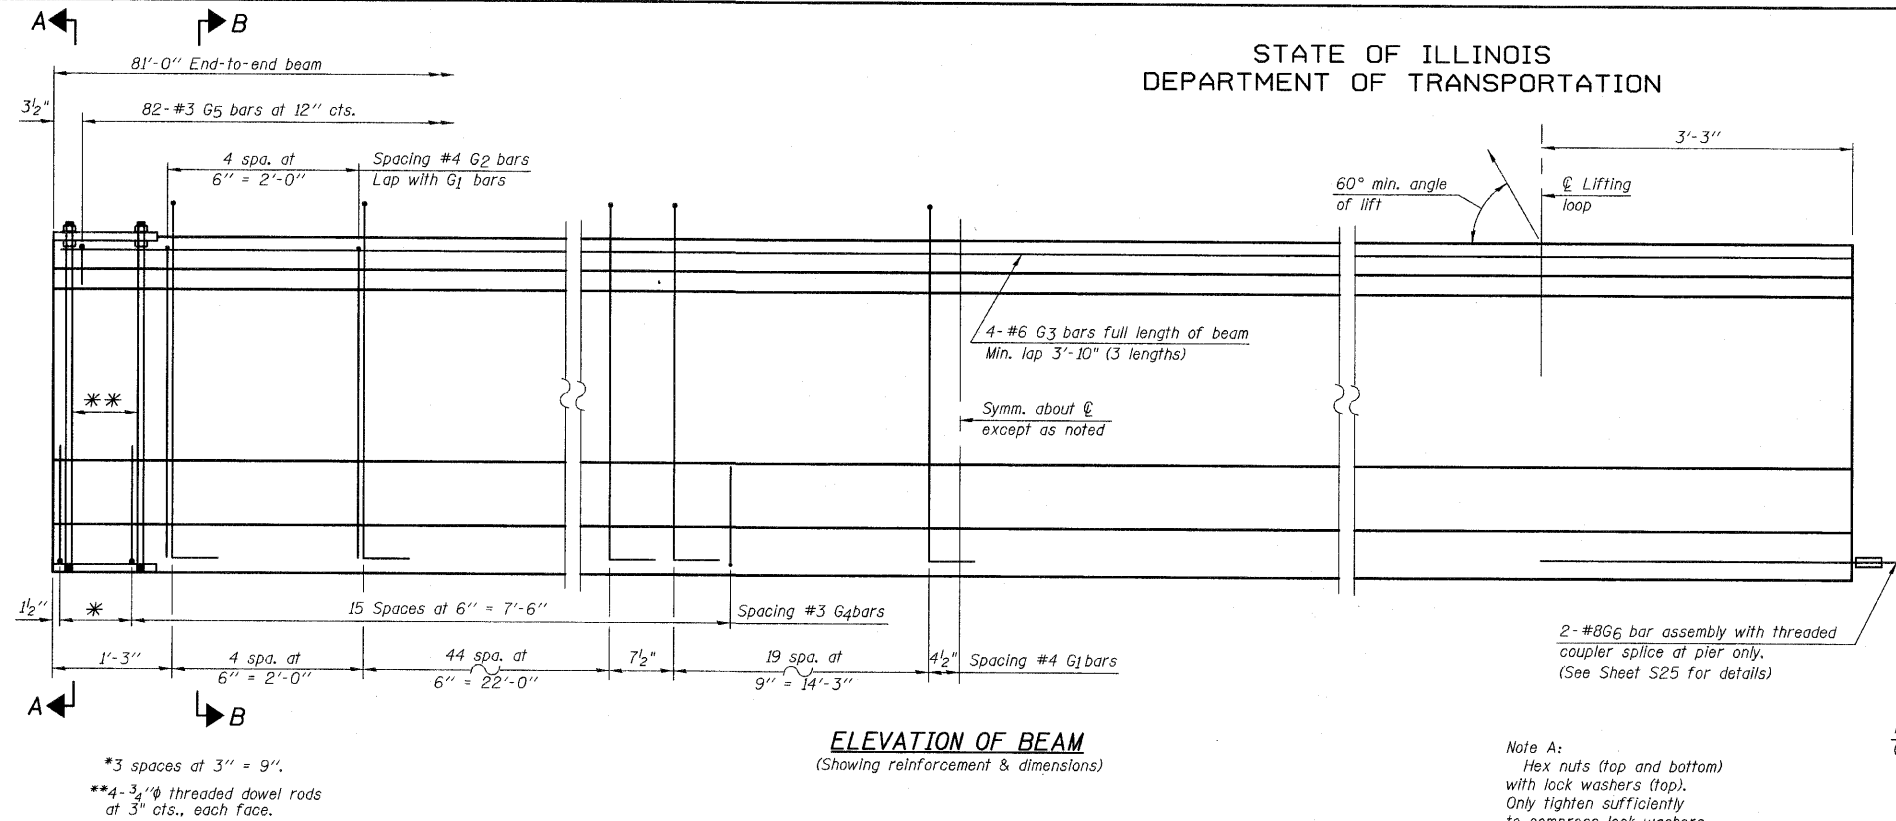 A
B
STATE OF ILLINOIS
DEPARTMENT OF TRANSPORTATION
81'-0" End-to-end beam
3½"
82-#3 G5 bars at 12" cts.
3'-3"
4 spa. at
6" = 2'-0"
Spacing #4 G2 bars
Lap with G1 bars
60° min. angle
of lift
℄ Lifting
loop
4-#6 G3 bars full length of beam
Min. lap 3'-10" (3 lengths)
**
Symm. about ℄
except as noted
1½"
*
15 Spaces at 6" = 7'-6"
Spacing #3 G4 bars
2-#8G6 bar assembly with threaded
coupler splice at pier only.
(See Sheet S25 for details)
1'-3"
4 spa. at
6" = 2'-0"
44 spa. at
6" = 22'-0"
7½"
19 spa. at
9" = 14'-3"
4½"
Spacing #4 G1 bars
A
B
ELEVATION OF BEAM
(Showing reinforcement & dimensions)
*3 spaces at 3" = 9".
**4-¾"ϕ threaded dowel rods
at 3" cts., each face.
Note A:
Hex nuts (top and bottom)
with lock washers (top).
Only tighten sufficiently
to compress lock washers